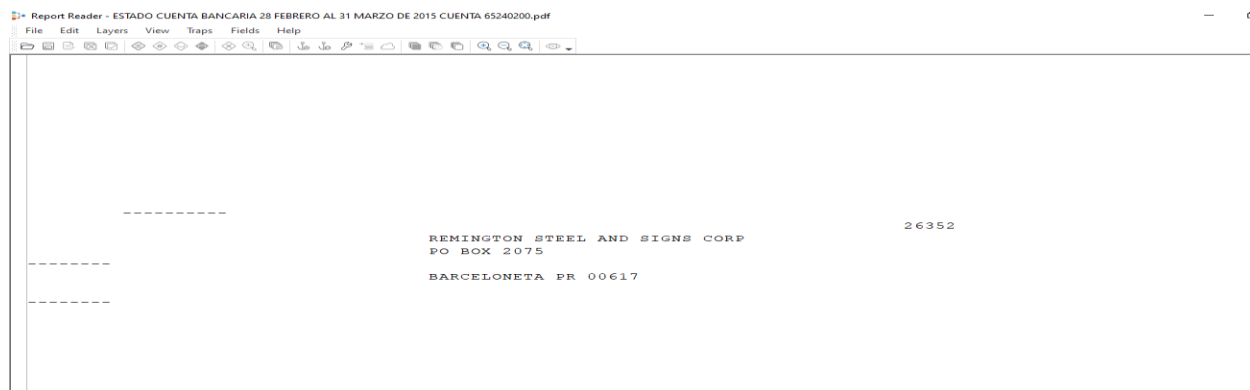 Report Reader - ESTADO CUENTA BANCARIA 28 FEBRERO AL 31 MARZO DE 2015 CUENTA 65240200.pdf
File Edit Layers View Traps Fields Help
----------
26352
REMINGTON STEEL AND SIGNS CORP
PO BOX 2075
--------
BARCELONETA PR 00617
--------